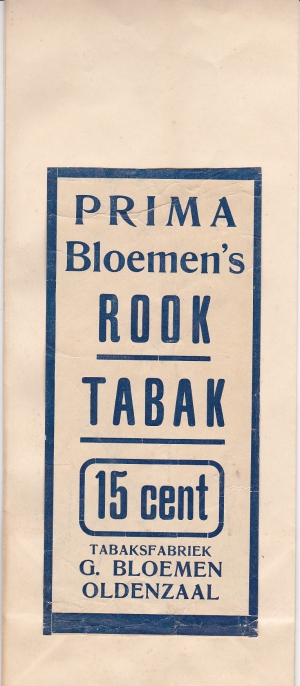 PRIMA
Bloemen's
ROOK
TABAK
15 cent
TABAKSFABRIEK
G. BLOEMEN
OLDENZAAL